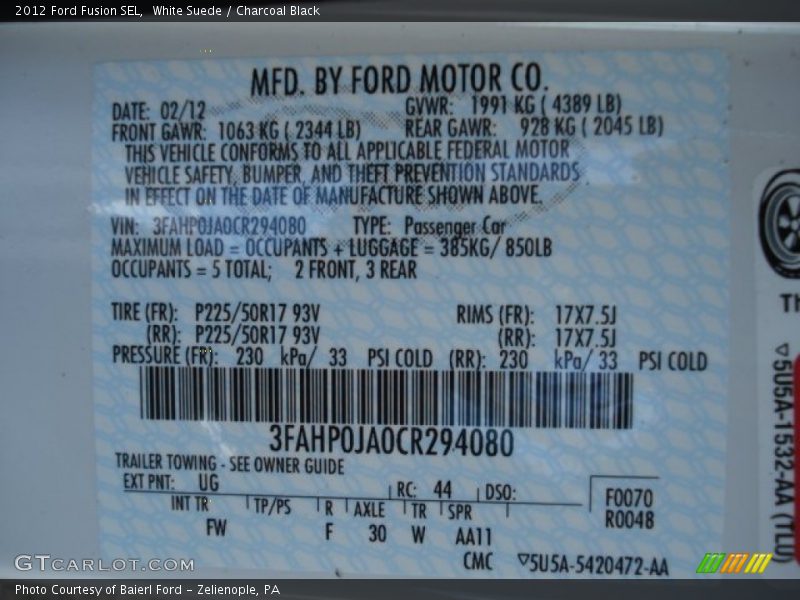 2012 Ford Fusion SEL,  White Suede / Charcoal Black
MFD. BY FORD MOTOR CO.
DATE: 02/12 GVWR: 1991 KG ( 4389 LB)
FRONT GAWR: 1063 KG ( 2344 LB) REAR GAWR: 928 KG ( 2045 LB)
THIS VEHICLE CONFORMS TO ALL APPLICABLE FEDERAL MOTOR
VEHICLE SAFETY, BUMPER, AND THEFT PREVENTION STANDARDS
IN EFFECT ON THE DATE OF MANUFACTURE SHOWN ABOVE.
VIN: 3FAHP0JA0CR294080 TYPE: Passenger Car
MAXIMUM LOAD = OCCUPANTS + LUGGAGE = 385KG/ 850LB
OCCUPANTS = 5 TOTAL; 2 FRONT, 3 REAR
TIRE (FR): P225/50R17 93V RIMS (FR): 17X7.5J
(RR): P225/50R17 93V (RR): 17X7.5J
PRESSURE (FR): 230 kPa/ 33 PSI COLD (RR): 230 kPa/ 33 PSI COLD
3FAHP0JA0CR294080
TRAILER TOWING - SEE OWNER GUIDE
EXT PNT: UG RC: 44 DSO: F0070
R0048
INT TR TP/PS R AXLE TR SPR
FW F 30 W AA11
CMC ▽5U5A-5420472-AA
Th
▽5U5A-1532-AA (TLU)
GTCARLOT.COM
Photo Courtesy of Baierl Ford - Zelienople, PA